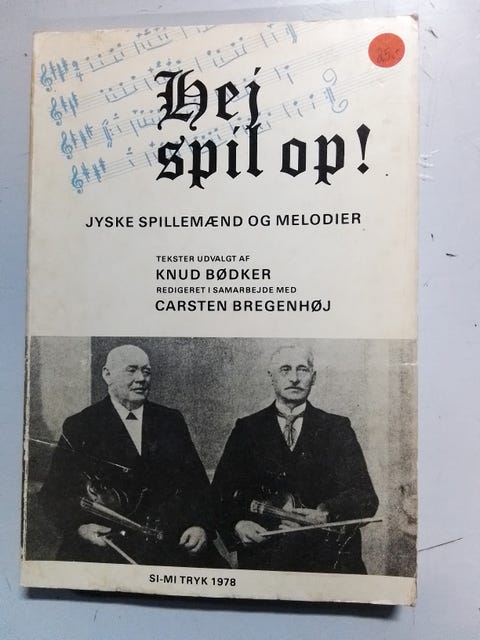 25,-
Hej
spil op!
JYSKE SPILLEMÆND OG MELODIER
TEKSTER UDVALGT AF
KNUD BØDKER
REDIGERET I SAMARBEJDE MED
CARSTEN BREGENHØJ
SI-MI TRYK 1978